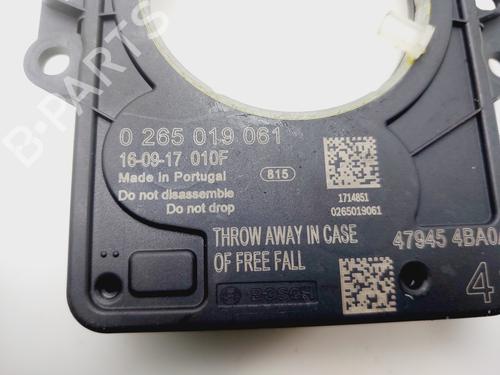 0 265 019 061
16-09-17 010F
Made in Portugal
815
Do not disassemble
Do not drop
1714851
0265019061
THROW AWAY IN CASE
OF FREE FALL
47945 4BA0A
4
BOSCH
B-PARTS